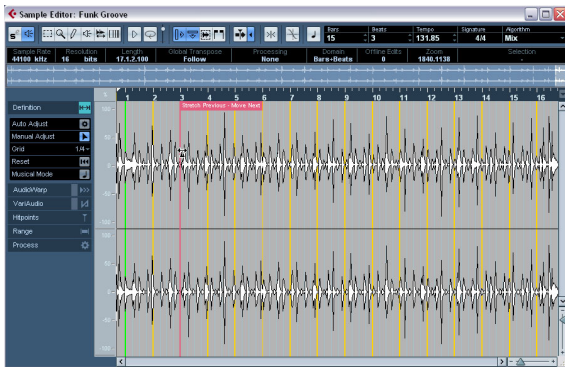 Sample Editor: Funk Groove
Bars Beats Tempo Signature Algorithm
15 3 131.85 4/4 Mix
Sample Rate Resolution Length Global Transpose Processing Domain Offline Edits Zoom Selection
44100 kHz 16 bits 17.1.2.100 Follow None Bars+Beats 0 1840.1138 -
1 2 3 4 5 6 7 8 9 10 11 12 13 14 15 16
Stretch Previous - Move Next
Definition
Auto Adjust
Manual Adjust
Grid 1/4
Reset
Musical Mode
AudioWarp
VariAudio
Hitpoints
Range
Process